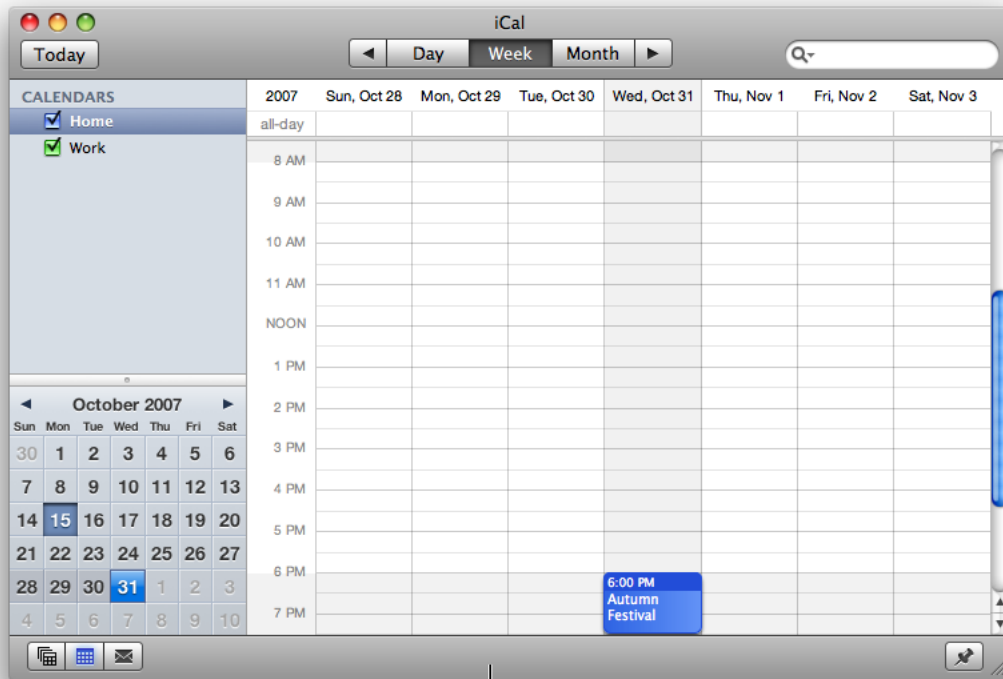 iCal
Today
Day Week Month
CALENDARS
Home
Work
2007 Sun, Oct 28 Mon, Oct 29 Tue, Oct 30 Wed, Oct 31 Thu, Nov 1 Fri, Nov 2 Sat, Nov 3
all-day
8 AM
9 AM
10 AM
11 AM
NOON
1 PM
2 PM
3 PM
4 PM
5 PM
6 PM
7 PM
6:00 PM
Autumn
Festival
October 2007
Sun Mon Tue Wed Thu Fri Sat
30 1 2 3 4 5 6
7 8 9 10 11 12 13
14 15 16 17 18 19 20
21 22 23 24 25 26 27
28 29 30 31 1 2 3
4 5 6 7 8 9 10